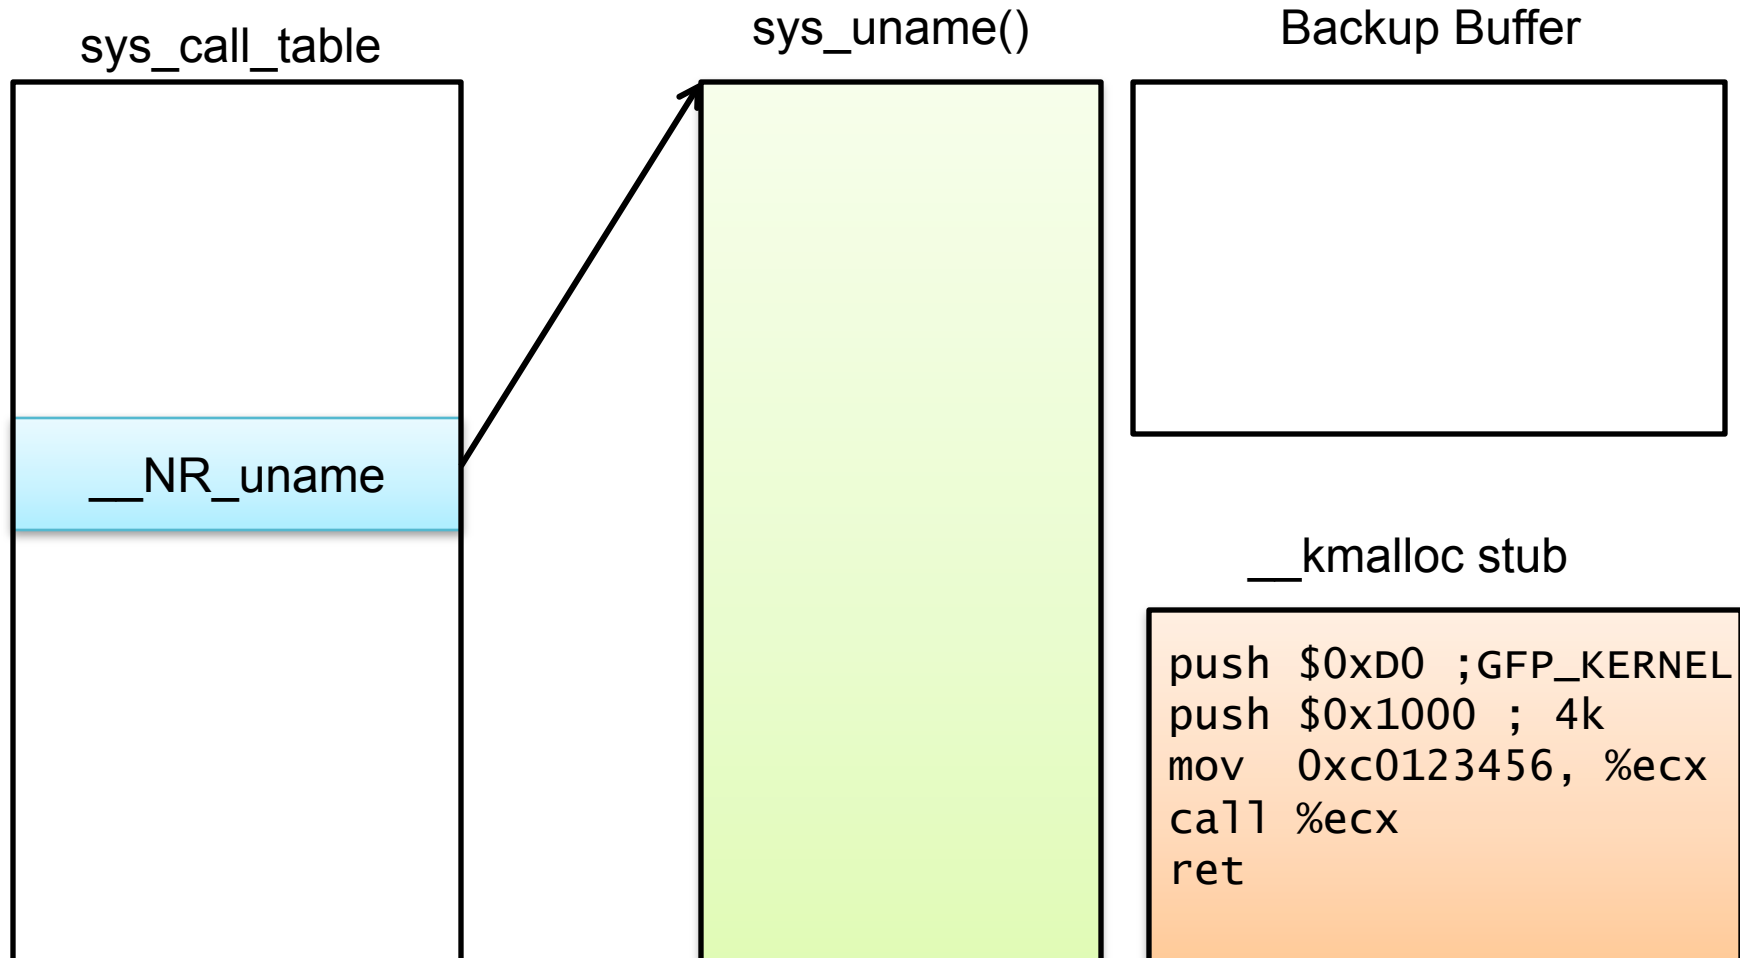 sys_call_table
sys_uname()
Backup Buffer
__NR_uname
__kmalloc stub
push $0xD0 ;GFP_KERNEL
push $0x1000 ; 4k
mov  0xc0123456, %ecx
call %ecx
ret